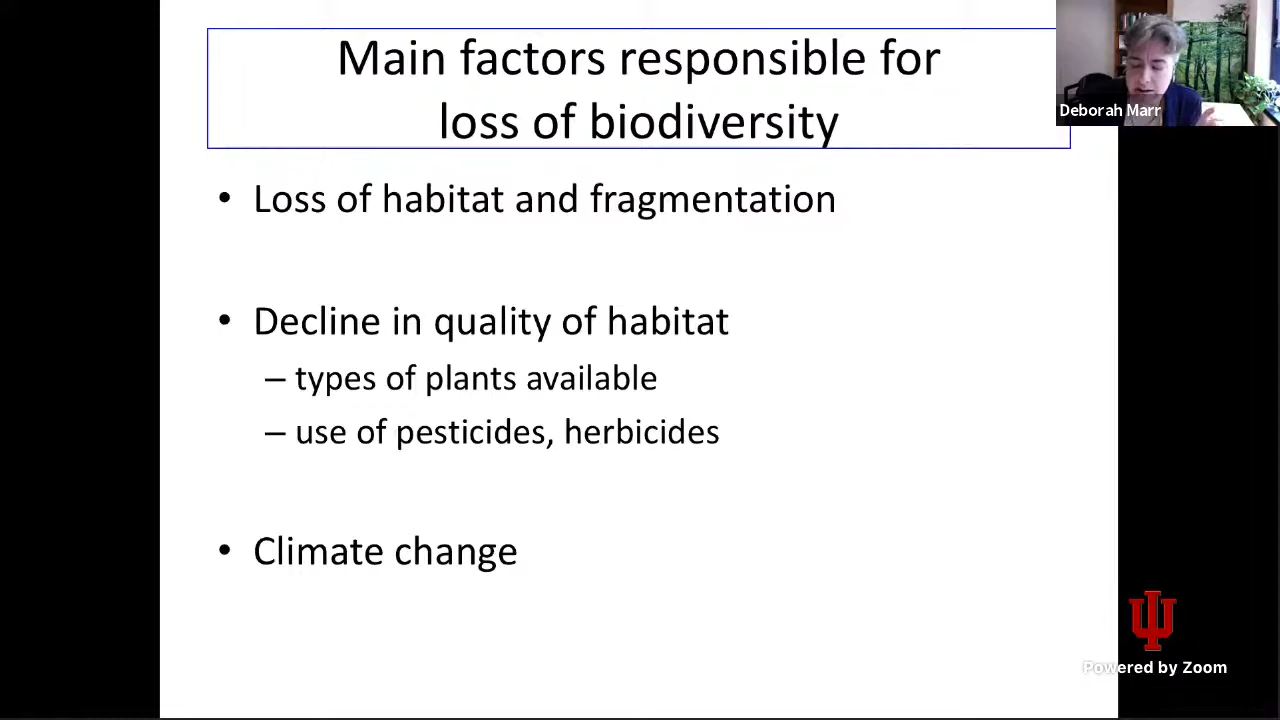 Main factors responsible for
loss of biodiversity
Deborah Marr
• Loss of habitat and fragmentation
• Decline in quality of habitat
– types of plants available
– use of pesticides, herbicides
• Climate change
Powered by Zoom